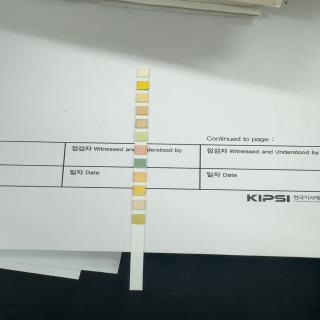 Continued to page :
점검자 Witnessed and Understood by
점검자 Witnessed and Understood by
일자 Date
일자 Date
KIPSI